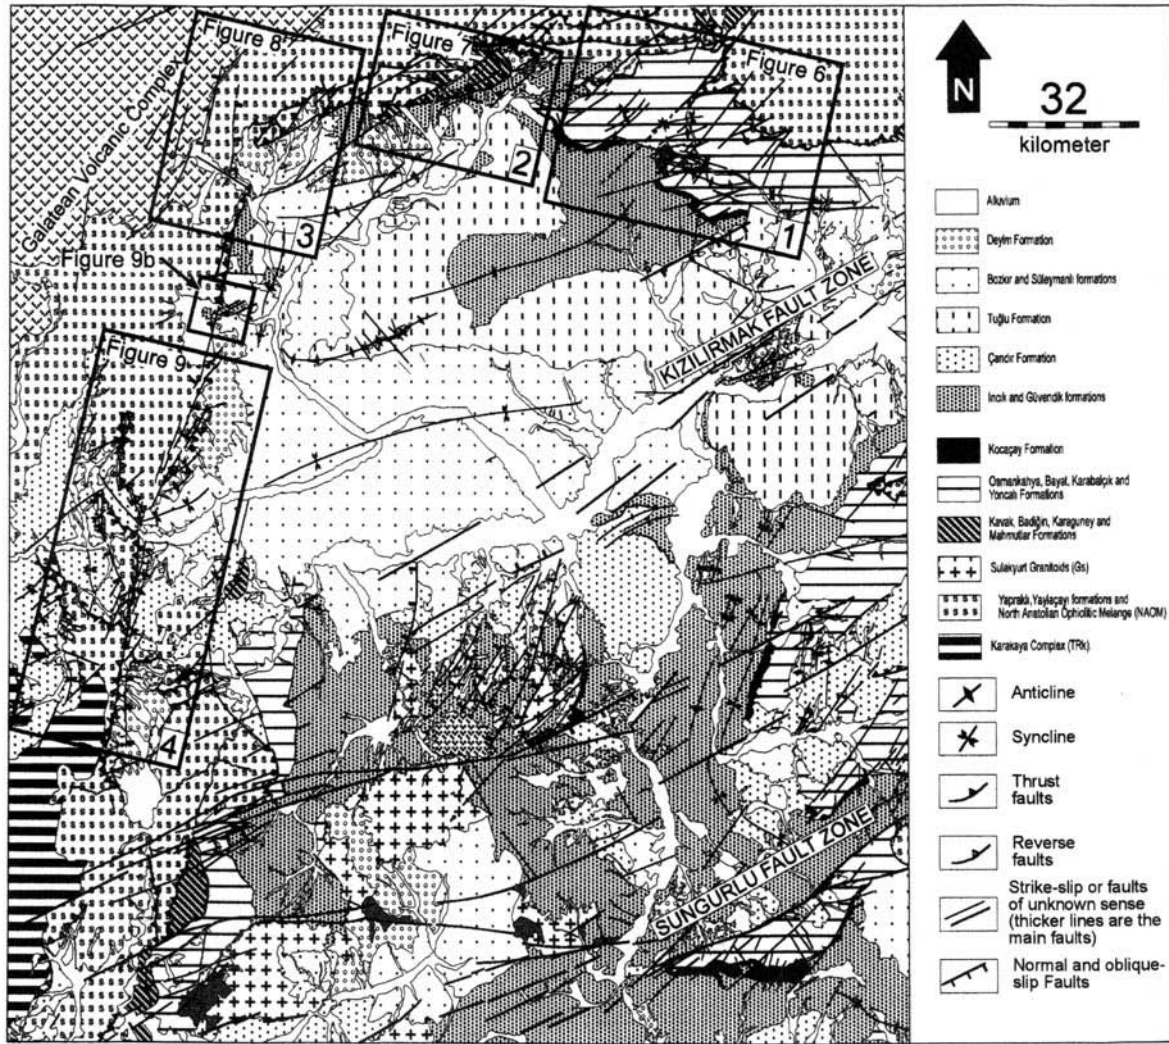 Figure 8
Figure 7
Figure 6
Galatean Volcanic Complex
1
2
3
Figure 9b
Figure 9
4
KIZILIRMAK FAULT ZONE
SUNGURLU FAULT ZONE
N
32
kilometer
Alluvium
Deyim Formation
Bozkır and Süleymanlı formations
Tuğlu Formation
Çandır Formation
İncik and Güvendik formations
Kocaçay Formation
Osmankahya, Bayat, Karabalçık and
Yoncalı Formations
Kavak, Badiğin, Karaguney and
Mahmutlar Formations
Sulakyurt Granitoids (Gs)
Yapraklı, Yaylaçayı formations and
North Anatolian Ophiolitic Melange (NAOM)
Karakaya Complex (TRk)
Anticline
Syncline
Thrust
faults
Reverse
faults
Strike-slip or faults
of unknown sense
(thicker lines are the
main faults)
Normal and oblique-
slip Faults